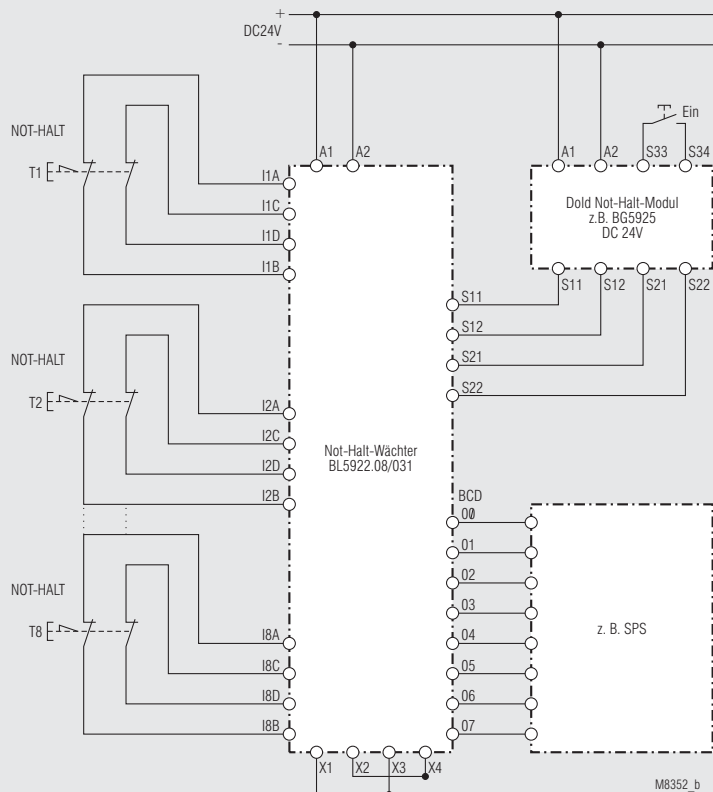 +
DC24V
-
NOT-HALT
T1
I1A
I1C
I1D
I1B
A1
A2
A1
A2
S33
S34
Ein
Dold Not-Halt-Modul
z.B. BG5925
DC 24V
S11
S12
S21
S22
S11
S12
S21
S22
NOT-HALT
T2
I2A
I2C
I2D
I2B
Not-Halt-Wächter
BL5922.08/031
BCD
00
01
02
03
04
05
06
07
z. B. SPS
NOT-HALT
T8
I8A
I8C
I8D
I8B
X1
X2
X3
X4
M8352_b